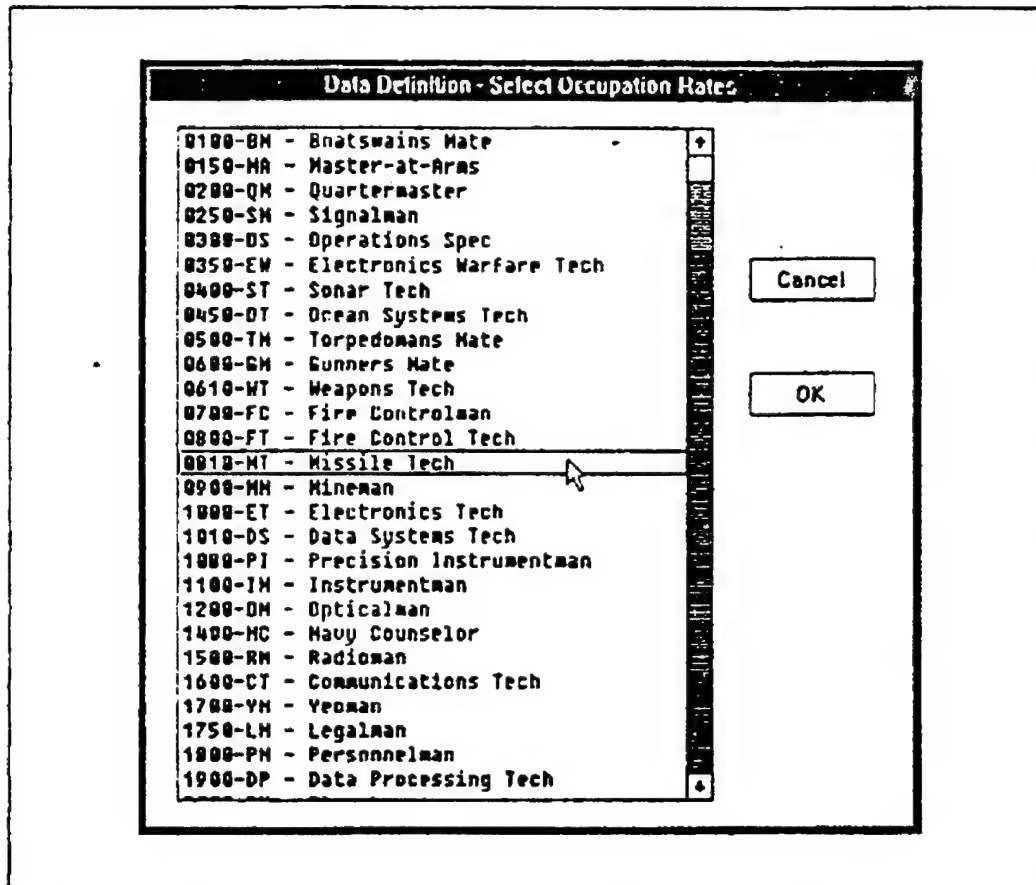 Data Definition - Select Occupation Rates
0100-BM - Boatswains Mate
0150-MA - Master-at-Arms
0200-QM - Quartermaster
0250-SM - Signalman
0300-OS - Operations Spec
0350-EW - Electronics Warfare Tech
0400-ST - Sonar Tech
0450-OT - Ocean Systems Tech
0500-TM - Torpedomans Mate
0600-GM - Gunners Mate
0610-WT - Weapons Tech
0700-FC - Fire Controlman
0800-FT - Fire Control Tech
0810-MT - Missile Tech
0900-MN - Mineman
1000-ET - Electronics Tech
1010-DS - Data Systems Tech
1080-PI - Precision Instrumentman
1100-IM - Instrumentman
1200-OM - Opticalman
1400-NC - Navy Counselor
1500-RM - Radioman
1600-CT - Communications Tech
1700-YN - Yeoman
1750-LN - Legalman
1800-PN - Personnelman
1900-DP - Data Processing Tech
Cancel
OK